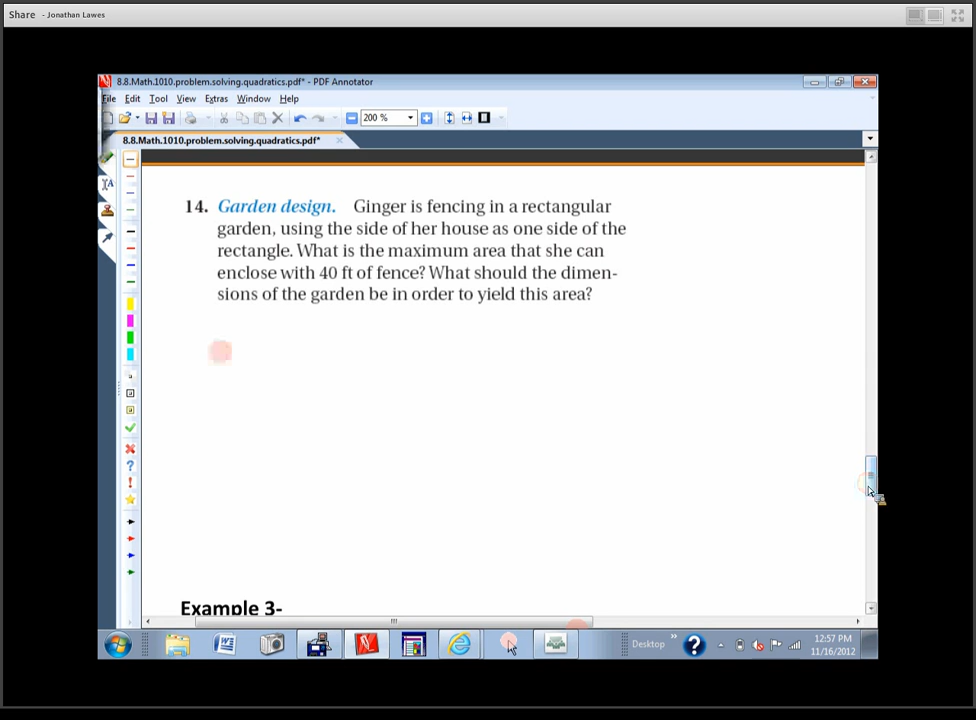 Share - Jonathan Lawes
8.8.Math.1010.problem.solving.quadratics.pdf* - PDF Annotator
File Edit Tool View Extras Window Help
200 %
8.8.Math.1010.problem.solving.quadratics.pdf*
14. Garden design. Ginger is fencing in a rectangular
garden, using the side of her house as one side of the
rectangle. What is the maximum area that she can
enclose with 40 ft of fence? What should the dimen-
sions of the garden be in order to yield this area?
Example 3-
Desktop
12:57 PM
11/16/2012